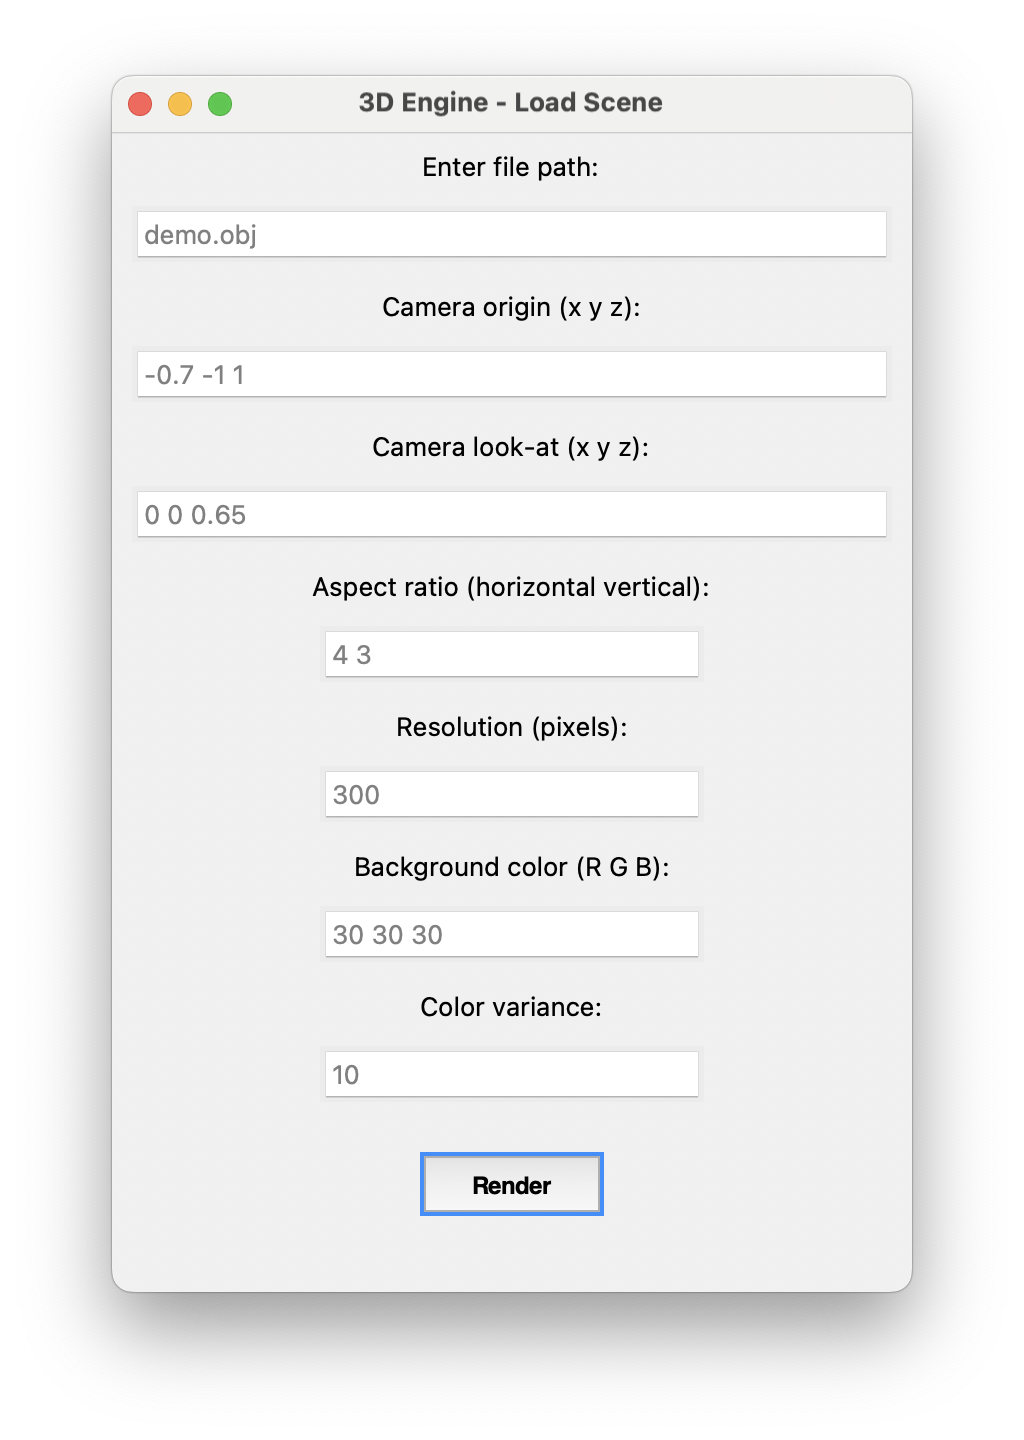 3D Engine - Load Scene
Enter file path:
demo.obj
Camera origin (x y z):
-0.7 -1 1
Camera look-at (x y z):
0 0 0.65
Aspect ratio (horizontal vertical):
4 3
Resolution (pixels):
300
Background color (R G B):
30 30 30
Color variance:
10
Render